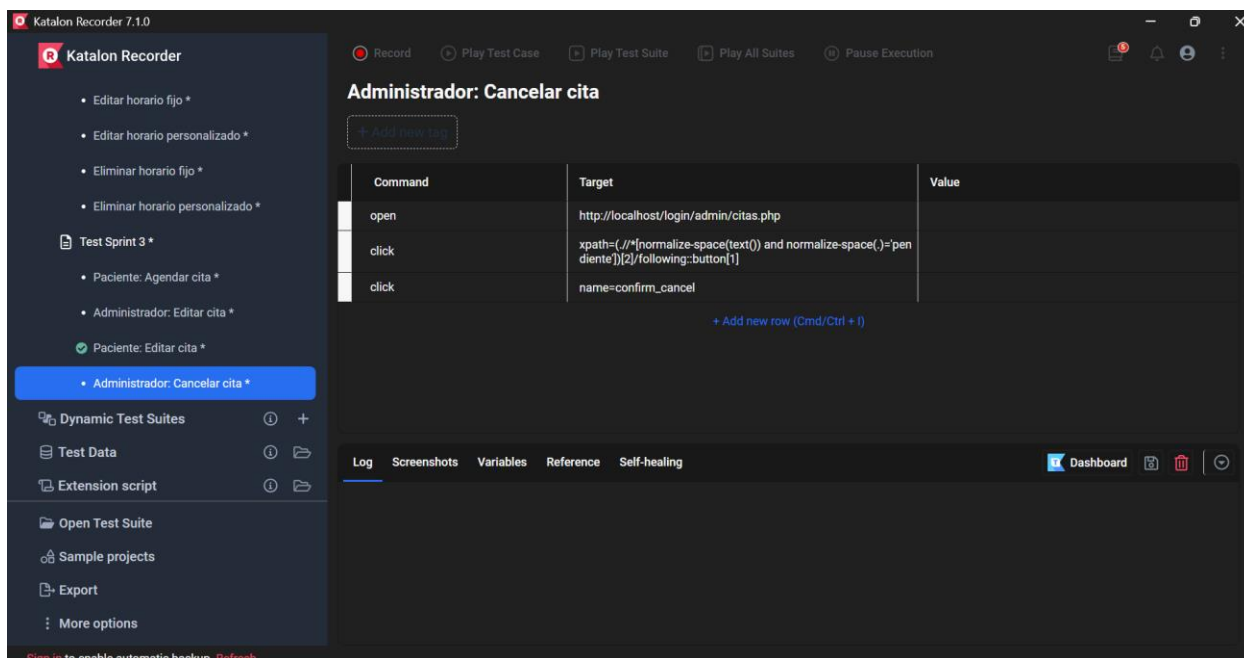 Katalon Recorder 7.1.0
Katalon Recorder
Editar horario fijo *
Editar horario personalizado *
Eliminar horario fijo *
Eliminar horario personalizado *
Test Sprint 3 *
Paciente: Agendar cita *
Administrador: Editar cita *
Paciente: Editar cita *
Administrador: Cancelar cita *
Dynamic Test Suites
Test Data
Extension script
Open Test Suite
Sample projects
Export
More options
Sign in to enable automatic backup. Refresh
Record Play Test Case Play Test Suite Play All Suites Pause Execution
5
Administrador: Cancelar cita
+ Add new tag
Command Target Value
open http://localhost/login/admin/citas.php
click xpath=(.//*[normalize-space(text()) and normalize-space(.)='pen
diente'])[2]/following::button[1]
click name=confirm_cancel
+ Add new row (Cmd/Ctrl + I)
Log Screenshots Variables Reference Self-healing Dashboard